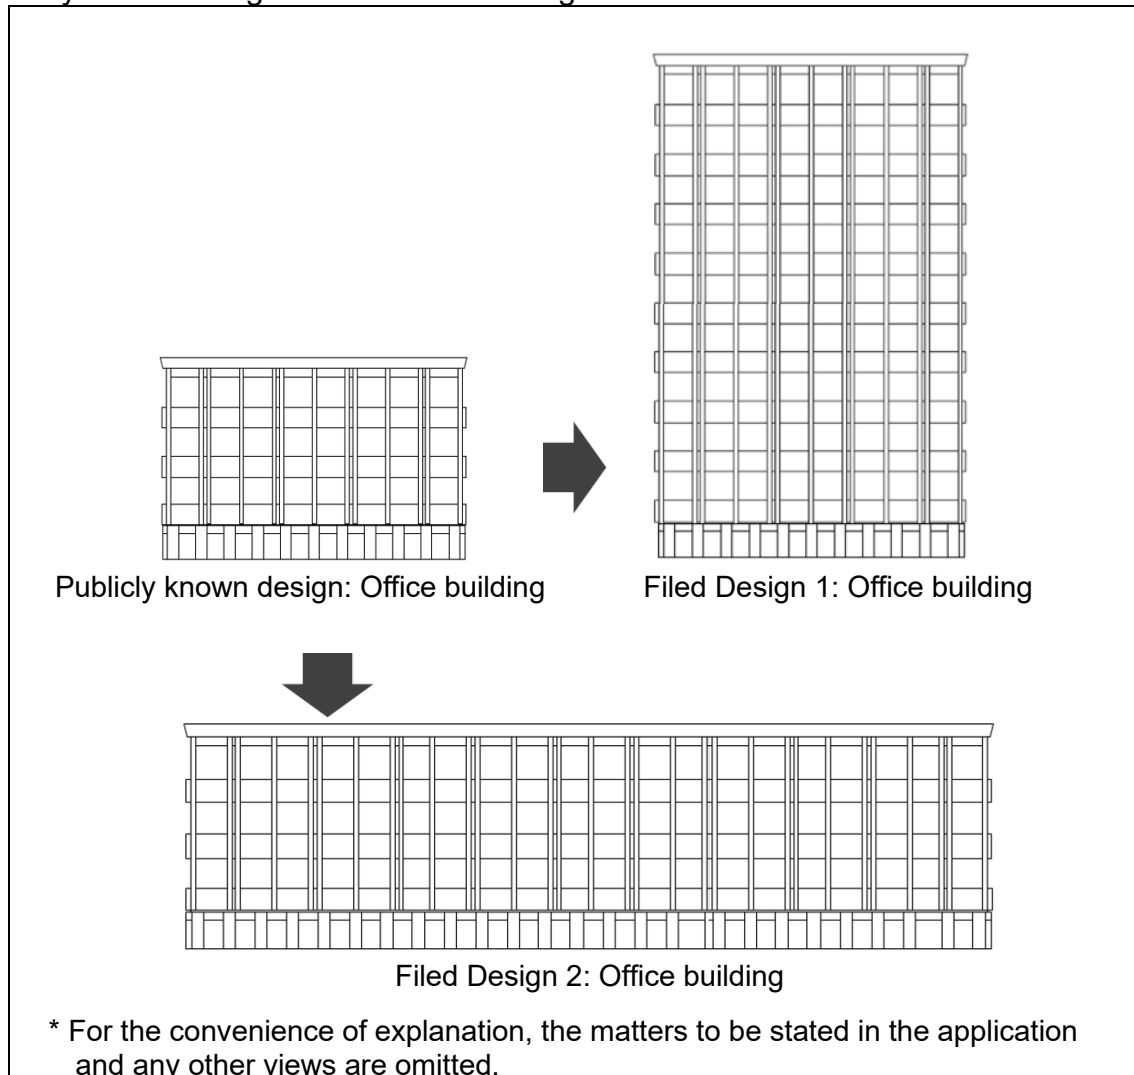 Publicly known design: Office building
Filed Design 1: Office building
Filed Design 2: Office building
* For the convenience of explanation, the matters to be stated in the application
and any other views are omitted.